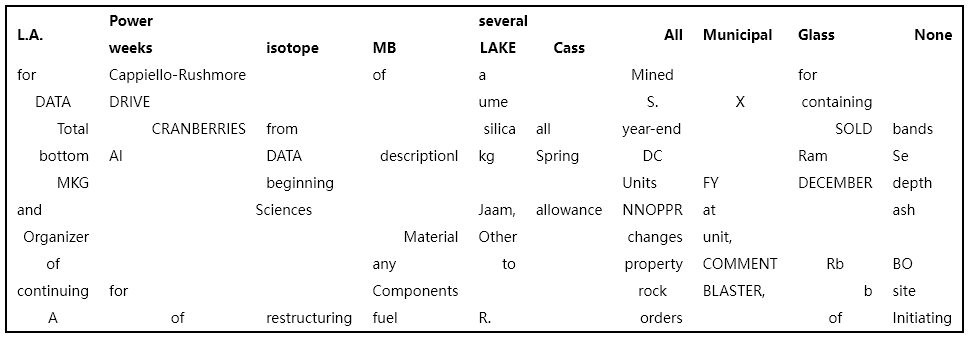 L.A. Power weeks isotope MB several LAKE Cass All Municipal Glass None
for Cappiello-Rushmore of a Mined for
DATA DRIVE ume S. X containing
Total CRANBERRIES from silica all year-end SOLD bands
bottom Al DATA descriptionl kg Spring DC Ram Se
MKG beginning Units FY DECEMBER depth
and Sciences Jaam, allowance NNOPPR at ash
Organizer Material Other changes unit,
of any to property COMMENT Rb BO
continuing for Components rock BLASTER, b site
A of restructuring fuel R. orders of Initiating